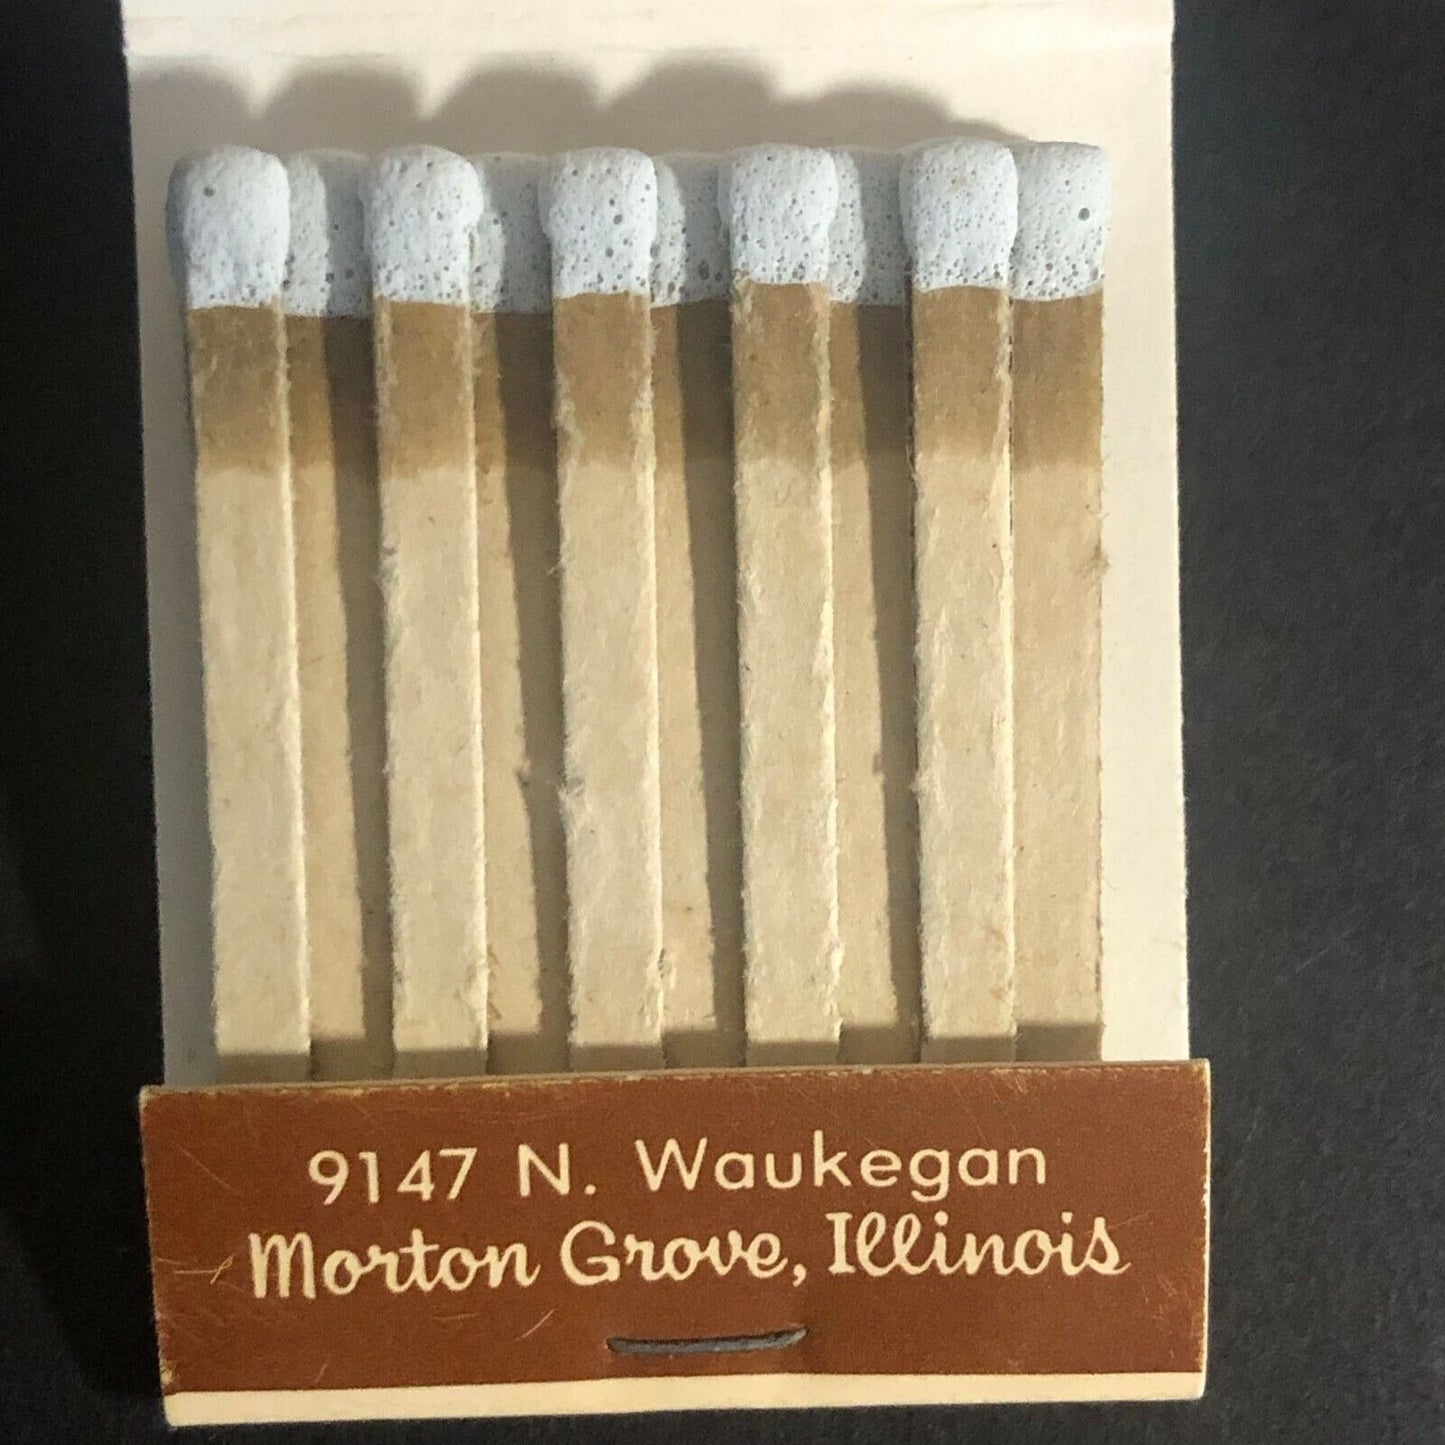 9147 N. Waukegan
Morton Grove, Illinois